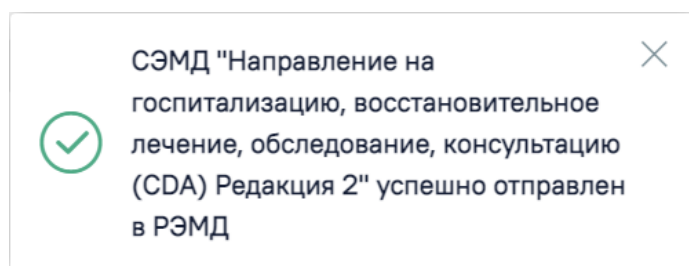 СЭМД "Направление на
госпитализацию, восстановительное
лечение, обследование, консультацию
(CDA) Редакция 2" успешно отправлен
в РЭМД